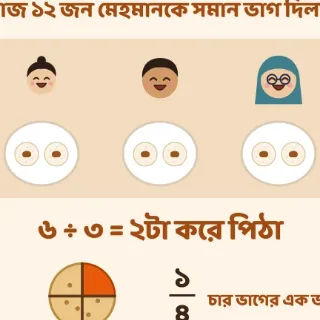 ১২ জন মেহমানকে সমান ভাগ
৬ ÷ ৩ = ২টা করে পিঠা
১
৪
চার ভাগের এক